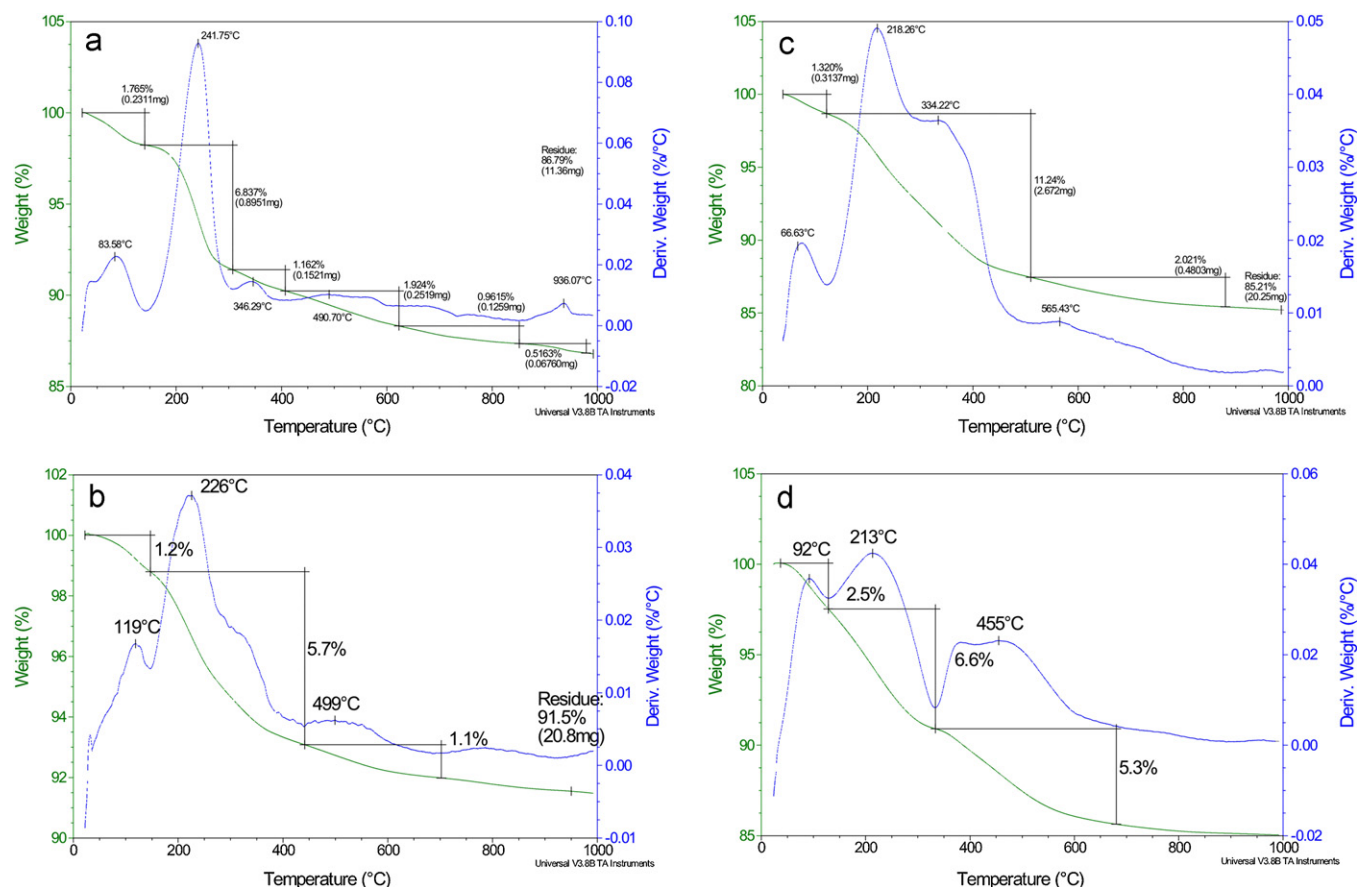 a
105
100
95
90
85
Weight (%)
0
200
400
600
800
1000
Temperature (°C)
0.10
0.08
0.06
0.04
0.02
0.00
-0.02
Deriv. Weight (%/°C)
241.75°C
1.765%
(0.2311mg)
83.58°C
6.837%
(0.8951mg)
1.162%
(0.1521mg)
346.29°C
490.70°C
1.924%
(0.2519mg)
0.9615%
(0.1259mg)
936.07°C
0.5163%
(0.06760mg)
Residue:
86.79%
(11.36mg)
Universal V3.8B TA Instruments
c
105
100
95
90
85
80
Weight (%)
0
200
400
600
800
1000
Temperature (°C)
0.05
0.04
0.03
0.02
0.01
0.00
Deriv. Weight (%/°C)
218.26°C
1.320%
(0.3137mg)
334.22°C
66.63°C
11.24%
(2.672mg)
565.43°C
2.021%
(0.4803mg)
Residue:
85.21%
(20.25mg)
Universal V3.8B TA Instruments
b
102
100
98
96
94
92
90
Weight (%)
0
200
400
600
800
1000
Temperature (°C)
0.04
0.03
0.02
0.01
0.00
-0.01
Deriv. Weight (%/°C)
226°C
1.2%
119°C
5.7%
499°C
1.1%
Residue:
91.5%
(20.8mg)
Universal V3.8B TA Instruments
d
105
100
95
90
85
Weight (%)
0
200
400
600
800
1000
Temperature (°C)
0.06
0.04
0.02
0.00
-0.02
Deriv. Weight (%/°C)
92°C
213°C
2.5%
455°C
6.6%
5.3%
Universal V3.8B TA Instruments